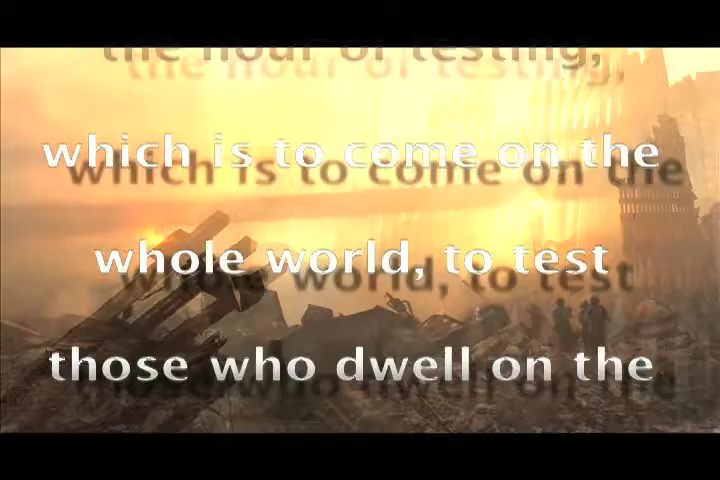 the hour of testing,
which is to come on the
whole world, to test
those who dwell on the